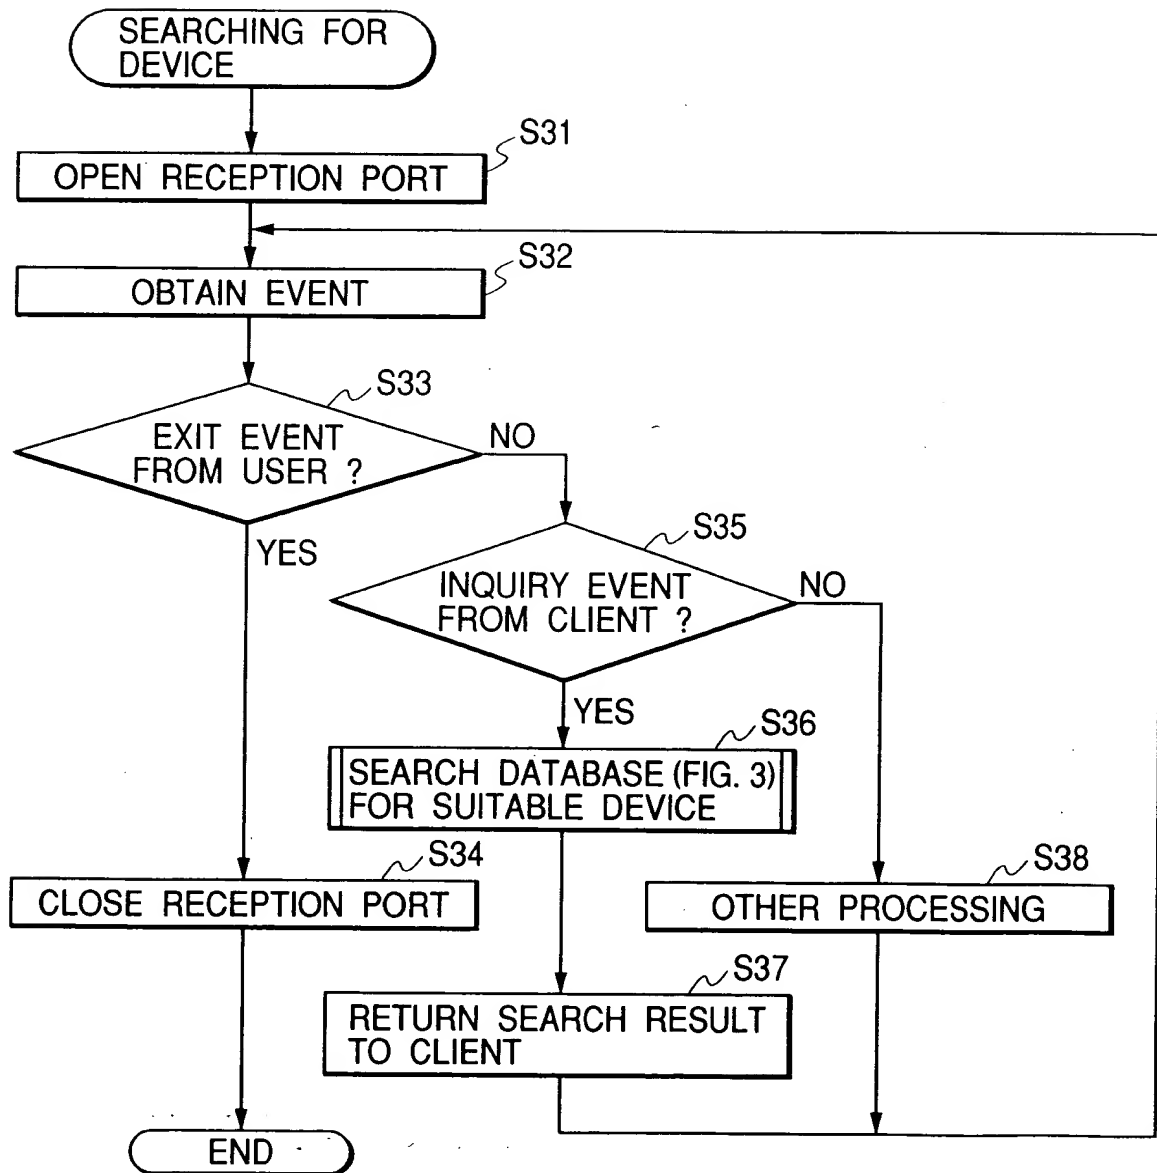 SEARCHING FOR
DEVICE
S31
OPEN RECEPTION PORT
S32
OBTAIN EVENT
S33
EXIT EVENT
FROM USER ?
NO
YES
S35
INQUIRY EVENT
FROM CLIENT ?
NO
YES
S36
SEARCH DATABASE (FIG. 3)
FOR SUITABLE DEVICE
S34
CLOSE RECEPTION PORT
S38
OTHER PROCESSING
S37
RETURN SEARCH RESULT
TO CLIENT
END